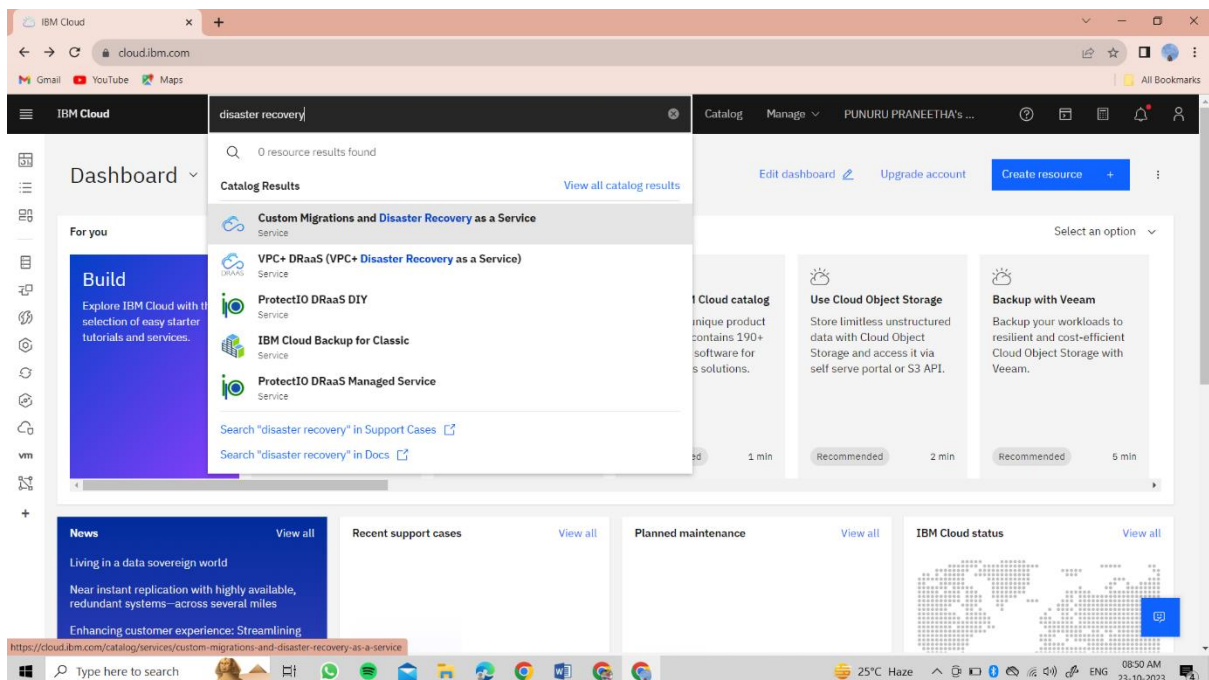 IBM Cloud
cloud.ibm.com
Gmail YouTube Maps All Bookmarks
IBM Cloud disaster recovery Catalog Manage PUNURU PRANEETHA's ...
0 resource results found
Catalog Results View all catalog results
Custom Migrations and Disaster Recovery as a Service
Service
VPC+ DRaaS (VPC+ Disaster Recovery as a Service)
Service
DRAAS
ProtectIO DRaaS DIY
Service
IBM Cloud Backup for Classic
Service
ProtectIO DRaaS Managed Service
Service
Search "disaster recovery" in Support Cases
Search "disaster recovery" in Docs
Dashboard Edit dashboard Upgrade account Create resource +
For you Select an option
Build
Explore IBM Cloud with th
selection of easy starter
tutorials and services.
Cloud catalog
unique product
contains 190+
software for
s solutions.
ed 1 min
Use Cloud Object Storage
Store limitless unstructured
data with Cloud Object
Storage and access it via
self serve portal or S3 API.
Recommended 2 min
Backup with Veeam
Backup your workloads to
resilient and cost-efficient
Cloud Object Storage with
Veeam.
Recommended 5 min
vm
News View all
Living in a data sovereign world
Near instant replication with highly available,
redundant systems—across several miles
Enhancing customer experience: Streamlining
Recent support cases View all
Planned maintenance View all
IBM Cloud status View all
https://cloud.ibm.com/catalog/services/custom-migrations-and-disaster-recovery-as-a-service
Type here to search 25°C Haze ENG 08:50 AM
23-10-2023